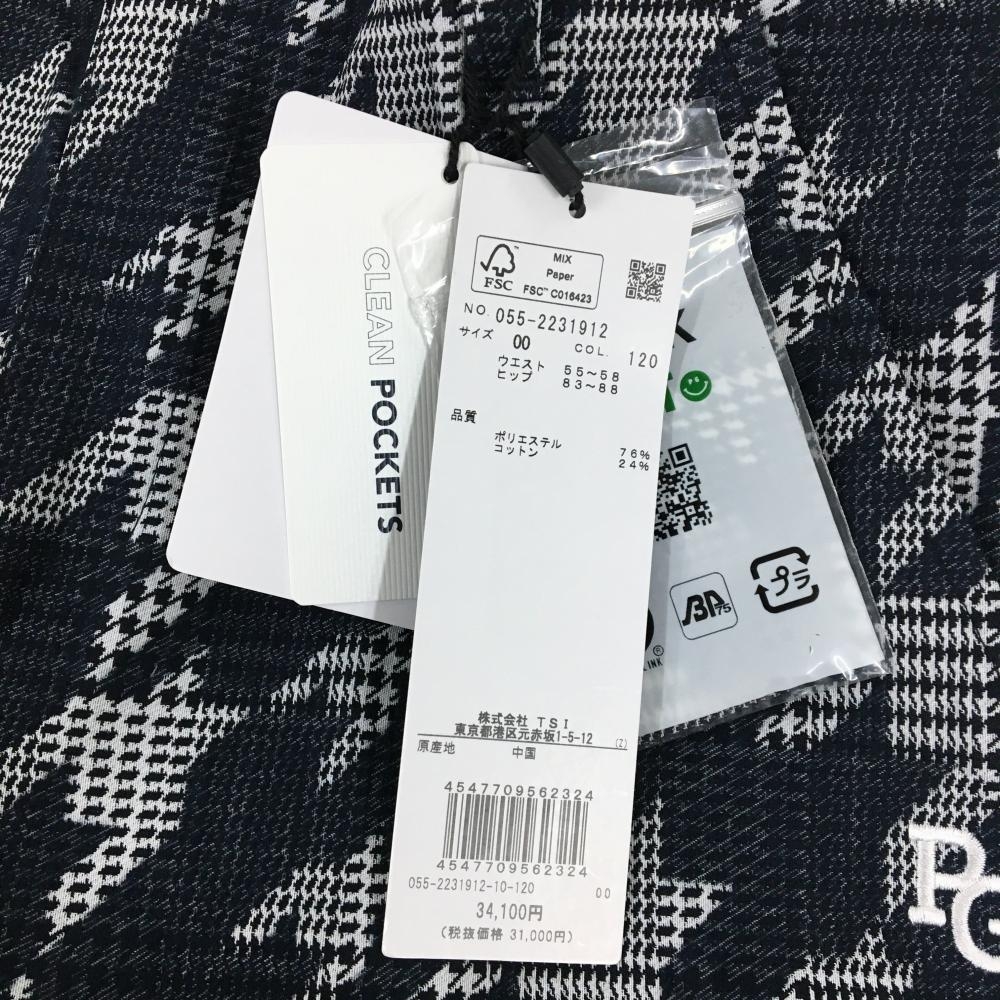 CLEAN POCKETS
FSC™
MIX
Paper
FSC™ C016423
NO. 055-2231912
サイズ 00 COL. 120
ウエスト 55～58
ヒップ 83～88
品質
ポリエステル 76%
コットン 24%
株式会社 TSI
東京都港区元赤坂1-5-12 (Z)
原産地 中国
4547709562324
4547709562324
055-2231912-10-120 00
34,100円
(税抜価格 31,000円)
K
プラ
75
LINK
®
PG